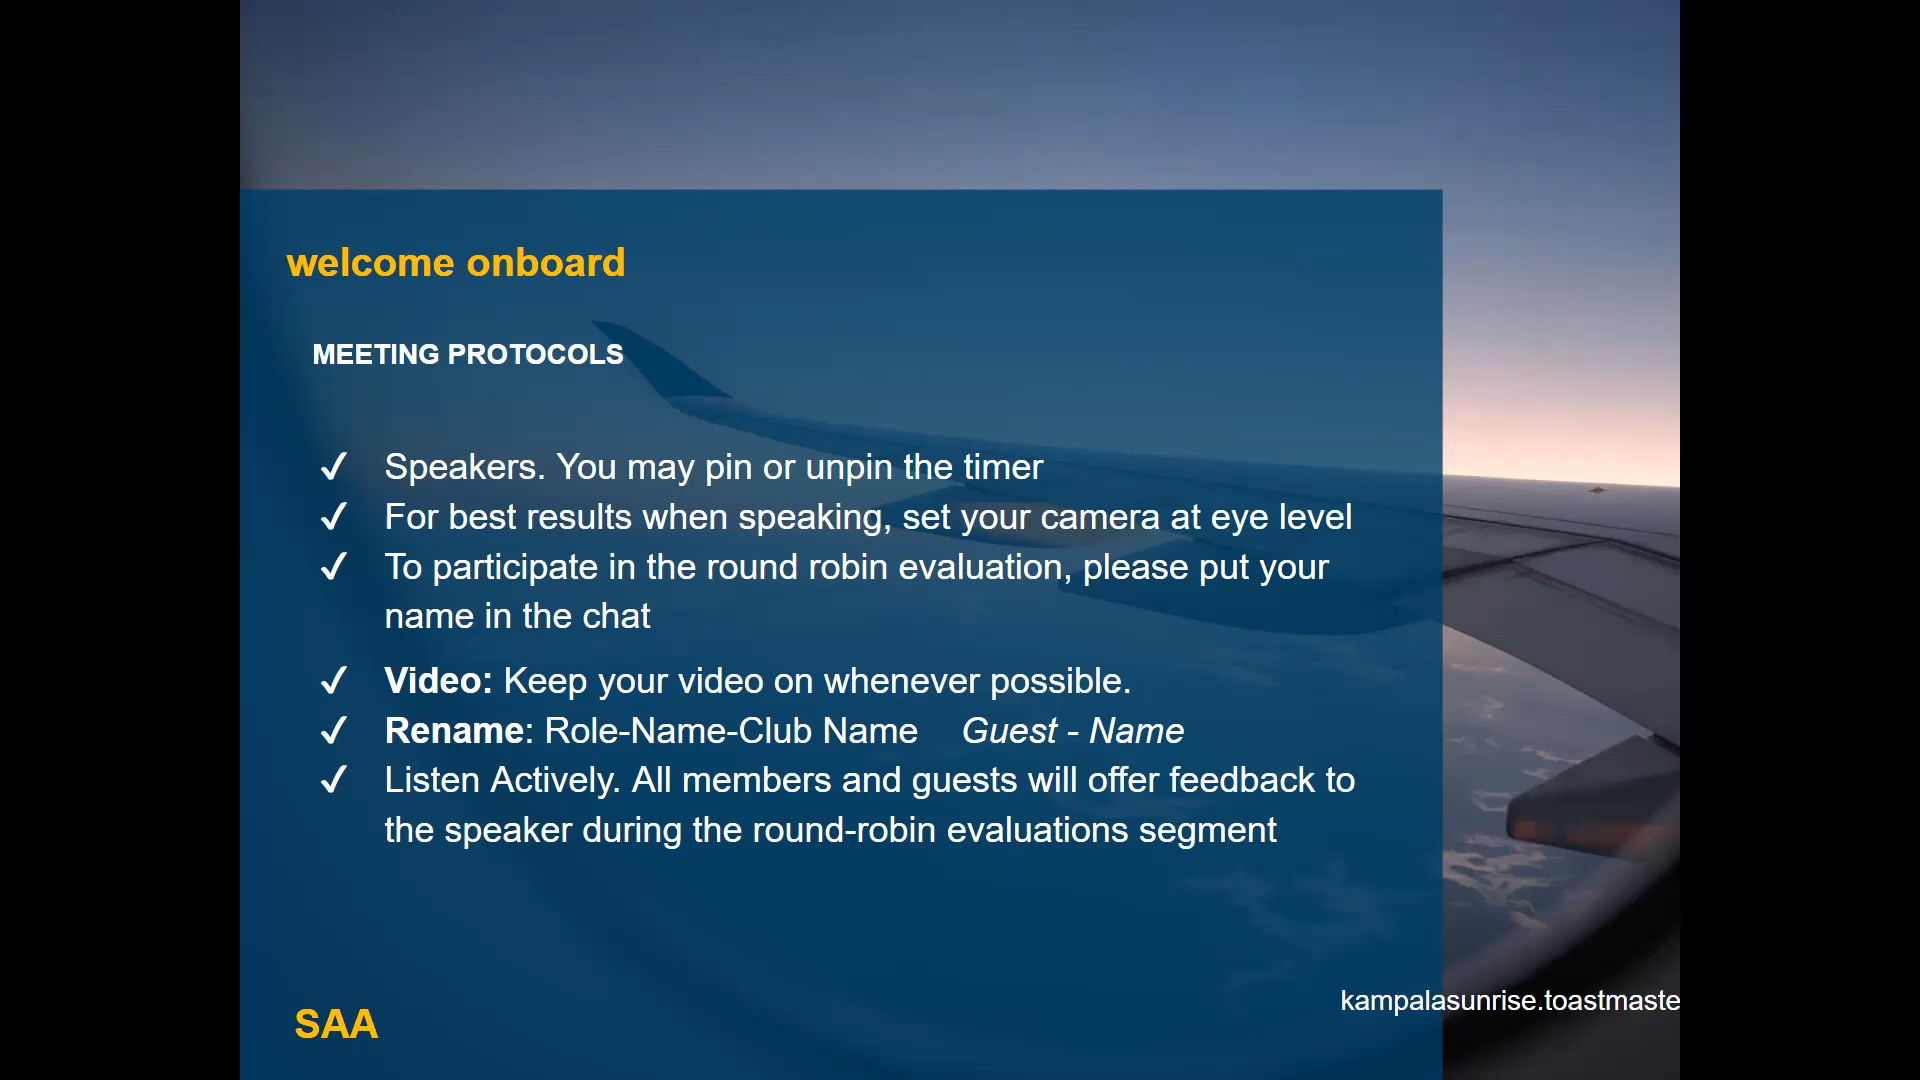 welcome onboard
MEETING PROTOCOLS
✓ Speakers. You may pin or unpin the timer
✓ For best results when speaking, set your camera at eye level
✓ To participate in the round robin evaluation, please put your
name in the chat
✓ Video: Keep your video on whenever possible.
✓ Rename: Role-Name-Club Name Guest - Name
✓ Listen Actively. All members and guests will offer feedback to
the speaker during the round-robin evaluations segment
kampalasunrise.toastmaste
SAA